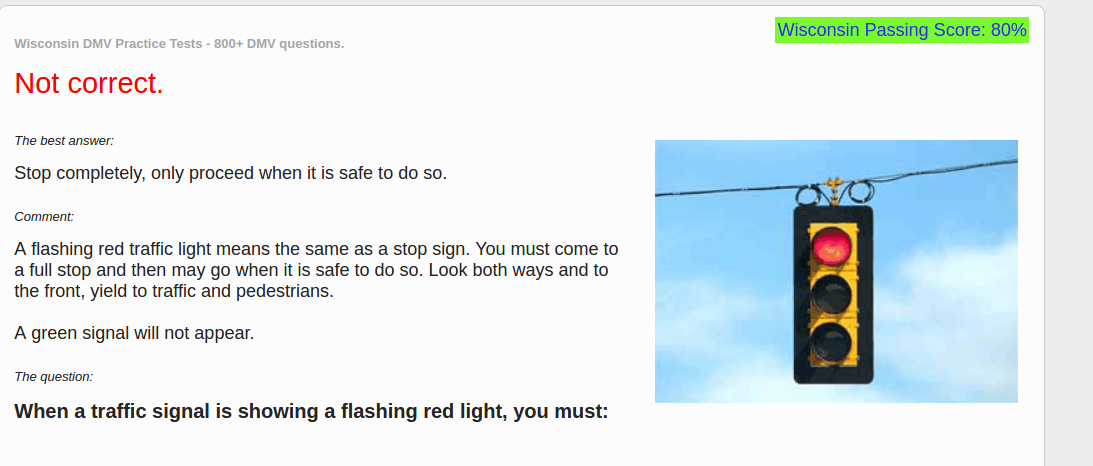 Wisconsin Passing Score: 80%
Wisconsin DMV Practice Tests - 800+ DMV questions.
Not correct.
The best answer:
Stop completely, only proceed when it is safe to do so.
Comment:
A flashing red traffic light means the same as a stop sign. You must come to
a full stop and then may go when it is safe to do so. Look both ways and to
the front, yield to traffic and pedestrians.
A green signal will not appear.
The question:
When a traffic signal is showing a flashing red light, you must: